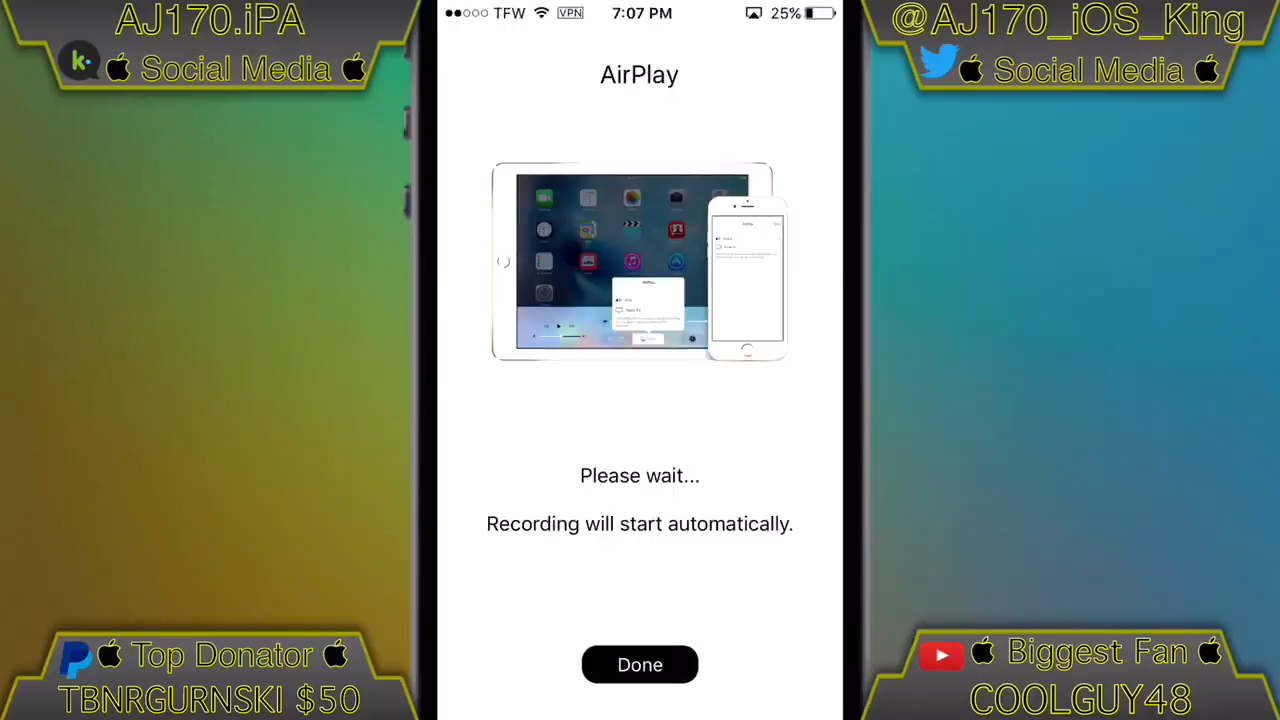 AJ170.iPA
Social Media
TFW VPN 7:07 PM 25%
@AJ170_iOS_King
Social Media
AirPlay
Please wait...
Recording will start automatically.
Done
Top Donator
TBNRGURNSKI $50
Biggest Fan
COOLGUY48